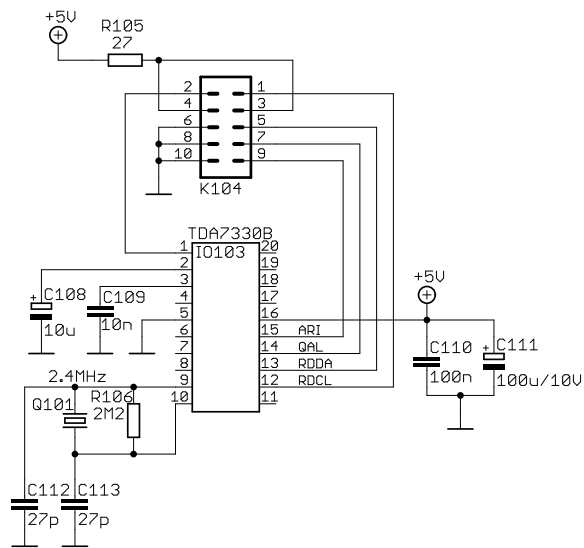 +5V
R105
27
2 1
4 3
6 5
8 7
10 9
K104
TDA7330B
IO103
1 20
2 19
3 18
4 17
5 16
6 15 ARI
7 14 QAL
8 13 RDDA
9 12 RDCL
10 11
+ C108
10u
C109
10n
+5V
C110
100n
+ C111
100u/10V
2.4MHz
Q101
R106
2M2
C112
27p
C113
27p